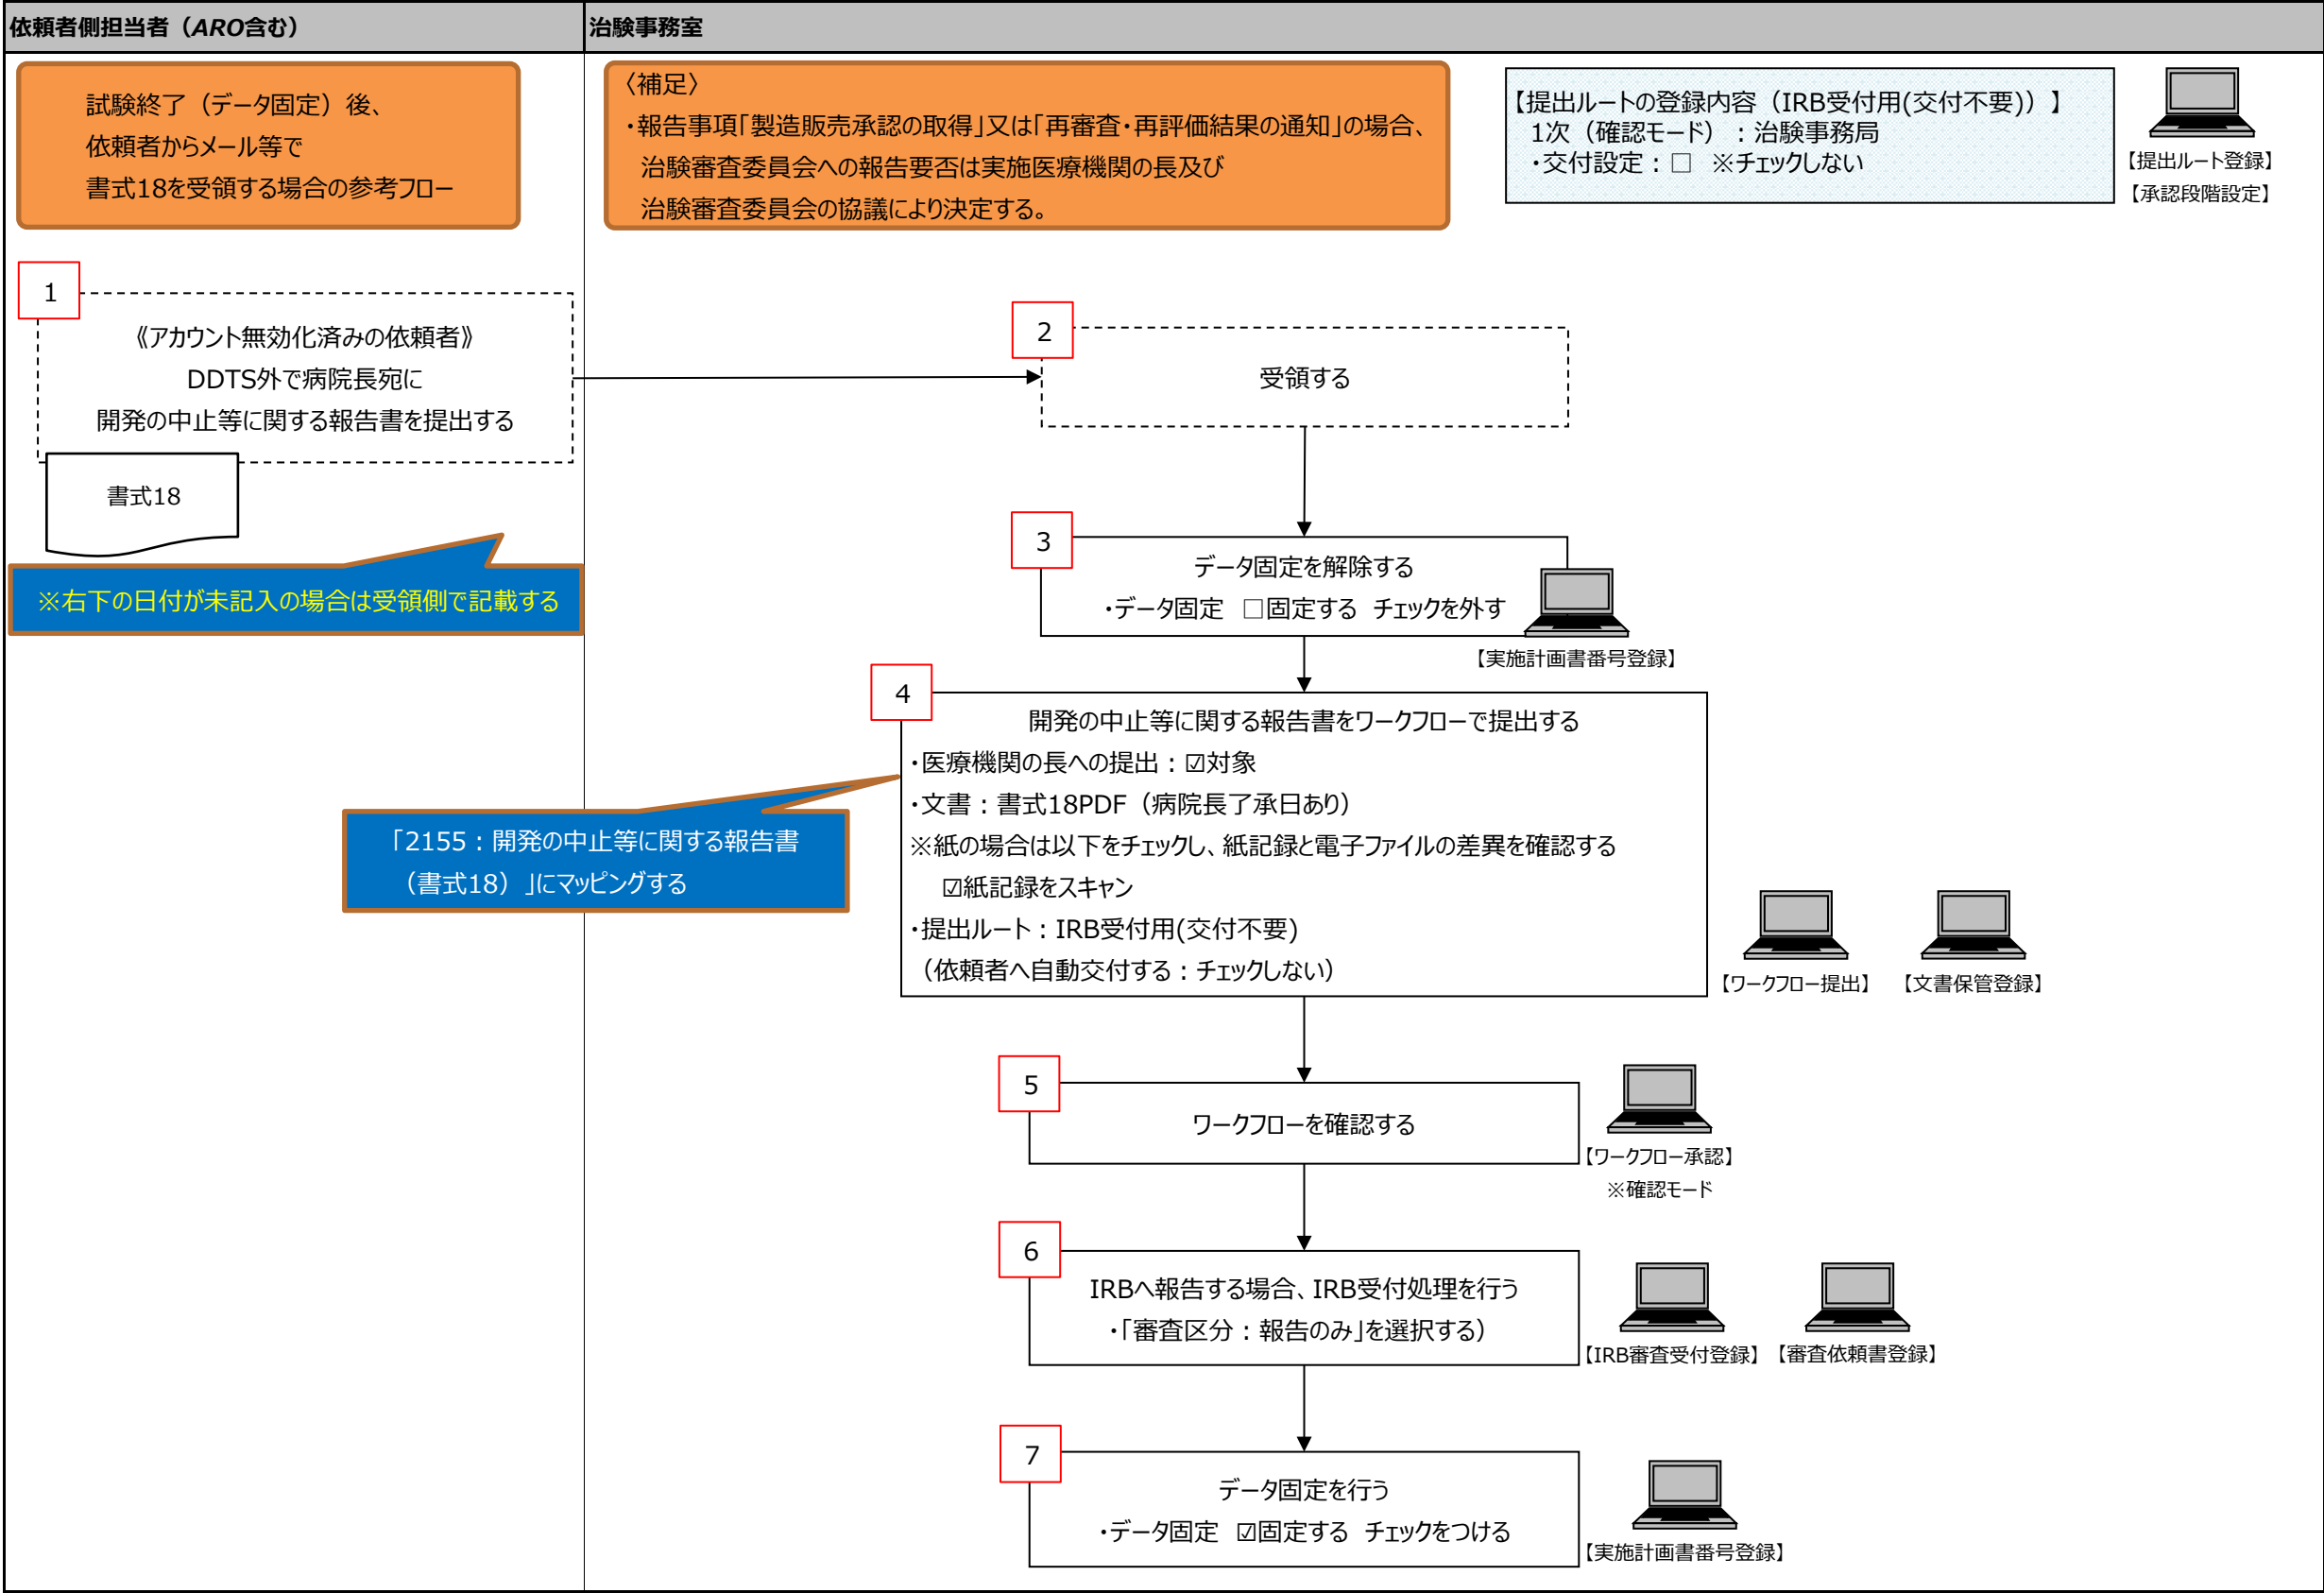 依頼者側担当者（ARO含む）
治験事務室
試験終了（データ固定）後、
依頼者からメール等で
書式18を受領する場合の参考フロー
〈補足〉
・報告事項「製造販売承認の取得」又は「再審査・再評価結果の通知」の場合、
治験審査委員会への報告要否は実施医療機関の長及び
治験審査委員会の協議により決定する。
【提出ルートの登録内容（IRB受付用(交付不要)）】
1次（確認モード）：治験事務局
・交付設定：□ ※チェックしない
【提出ルート登録】
【承認段階設定】
1
《アカウント無効化済みの依頼者》
DDTS外で病院長宛に
開発の中止等に関する報告書を提出する
書式18
※右下の日付が未記入の場合は受領側で記載する
2
受領する
3
データ固定を解除する
・データ固定 □固定する チェックを外す
【実施計画書番号登録】
4
開発の中止等に関する報告書をワークフローで提出する
・医療機関の長への提出：☑対象
・文書：書式18PDF（病院長了承日あり）
※紙の場合は以下をチェックし、紙記録と電子ファイルの差異を確認する
☑紙記録をスキャン
・提出ルート：IRB受付用(交付不要)
（依頼者へ自動交付する：チェックしない）
「2155：開発の中止等に関する報告書
（書式18）」にマッピングする
【ワークフロー提出】
【文書保管登録】
5
ワークフローを確認する
【ワークフロー承認】
※確認モード
6
IRBへ報告する場合、IRB受付処理を行う
・「審査区分：報告のみ」を選択する）
【IRB審査受付登録】
【審査依頼書登録】
7
データ固定を行う
・データ固定 ☑固定する チェックをつける
【実施計画書番号登録】